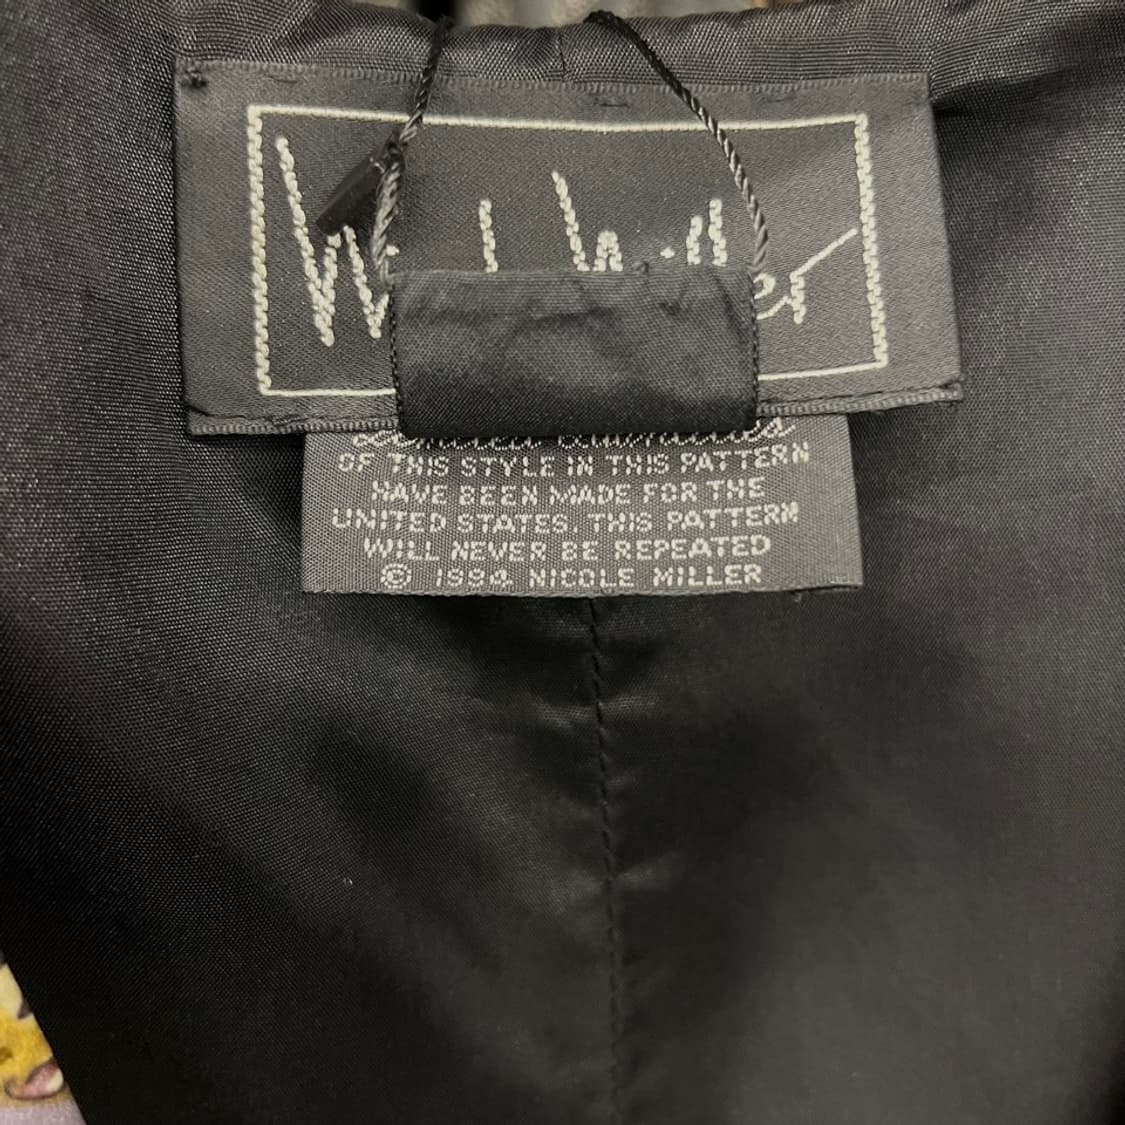 OF THIS STYLE IN THIS PATTERN
HAVE BEEN MADE FOR THE
UNITED STATES. THIS PATTERN
WILL NEVER BE REPEATED
© 1994 NICOLE MILLER